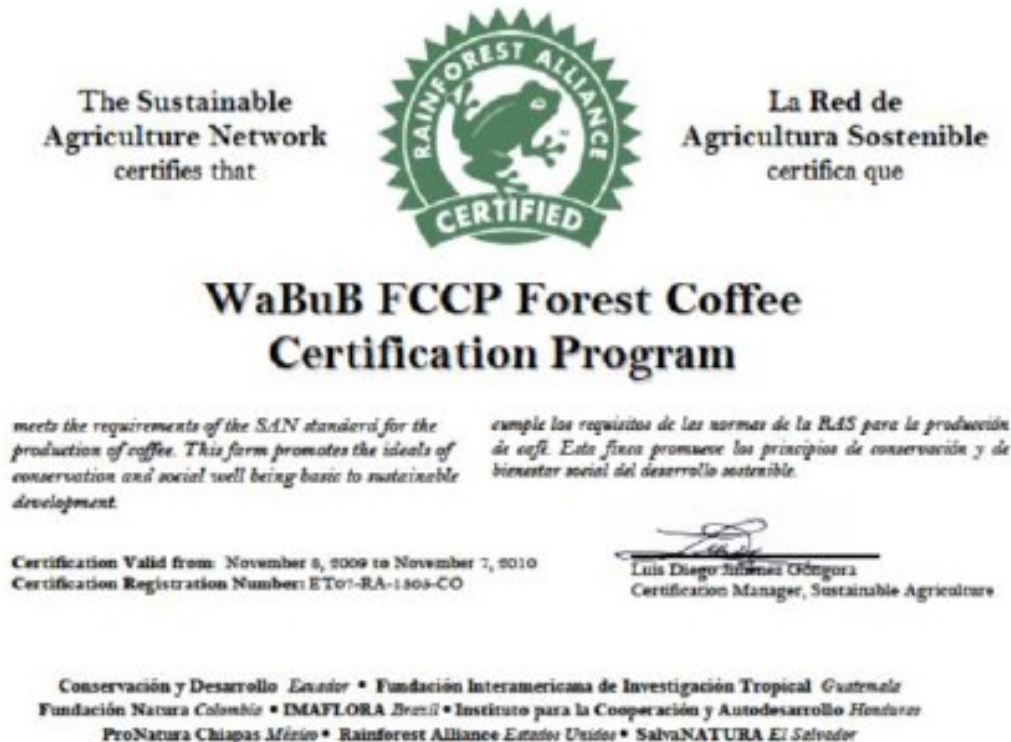 The Sustainable
Agriculture Network
certifies that
RAINFOREST ALLIANCE
CERTIFIED
La Red de
Agricultura Sostenible
certifica que
WaBuB FCCP Forest Coffee
Certification Program
meets the requirements of the SAN standard for the
production of coffee. This farm promotes the ideals of
conservation and social well being basic to sustainable
development.
cumple los requisitos de las normas de la RAS para la producción
de café. Esta finca promueve los principios de conservación y de
bienestar social del desarrollo sostenible.
Certification Valid from: November 8, 2009 to November 7, 2010
Certification Registration Number:
Luis Diego Jiménez Góngora
Certification Manager, Sustainable Agriculture
Conservación y Desarrollo Ecuador • Fundación Interamericana de Investigación Tropical Guatemala
Fundación Natura Colombia • IMAFLORA Brazil • Instituto para la Cooperación y Autodesarrollo Honduras
ProNatura Chiapas México • Rainforest Alliance Estados Unidos • SalvaNATURA El Salvador